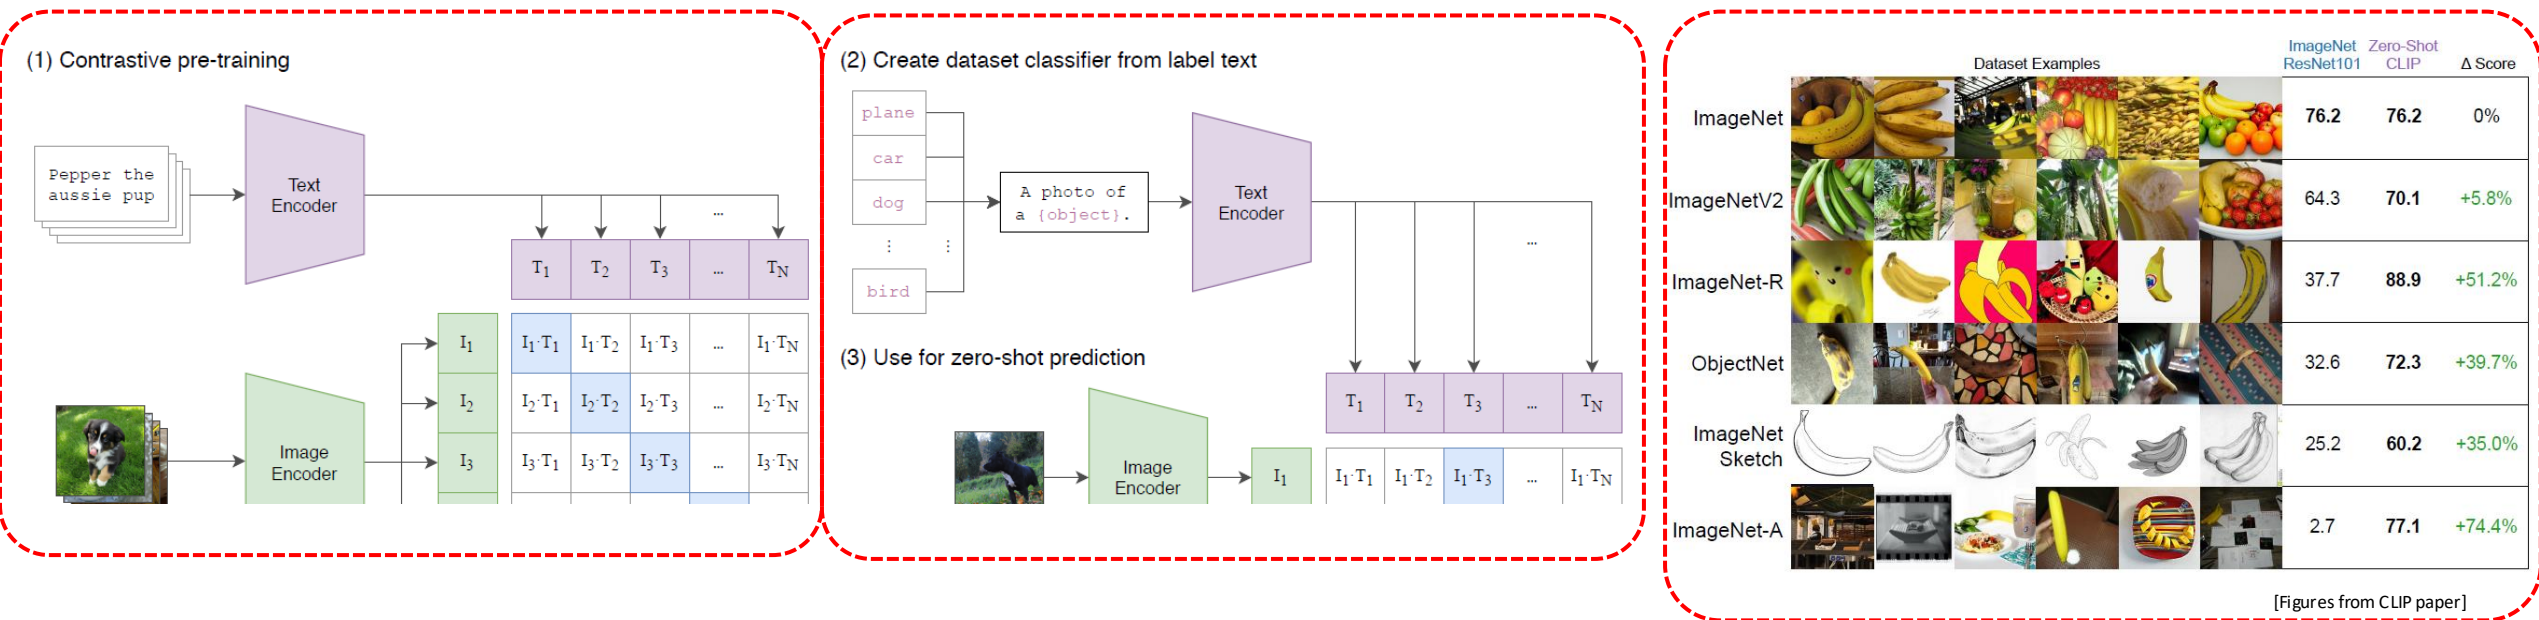 (1) Contrastive pre-training
Pepper the
aussie pup
Text
Encoder
...
T1 T2 T3 ... TN
I1 I1·T1 I1·T2 I1·T3 ... I1·TN
I2 I2·T1 I2·T2 I2·T3 ... I2·TN
I3 I3·T1 I3·T2 I3·T3 ... I3·TN
Image
Encoder
(2) Create dataset classifier from label text
plane
car
dog
⋮ ⋮
bird
A photo of
a {object}.
Text
Encoder
...
(3) Use for zero-shot prediction
T1 T2 T3 ... TN
Image
Encoder
I1 I1·T1 I1·T2 I1·T3 ... I1·TN
Dataset Examples
ImageNet
ResNet101
Zero-Shot
CLIP
Δ Score
ImageNet 76.2 76.2 0%
ImageNetV2 64.3 70.1 +5.8%
ImageNet-R 37.7 88.9 +51.2%
ObjectNet 32.6 72.3 +39.7%
ImageNet
Sketch 25.2 60.2 +35.0%
ImageNet-A 2.7 77.1 +74.4%
[Figures from CLIP paper]